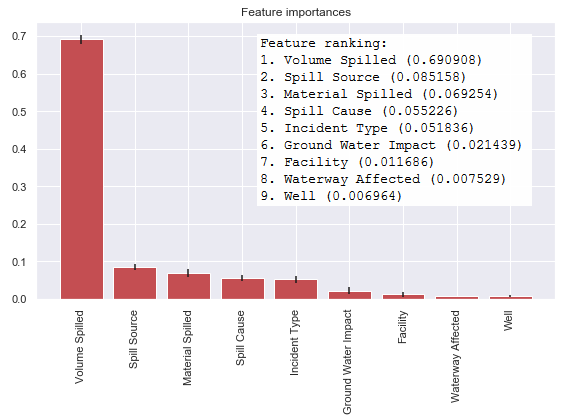 Feature importances
0.7
0.6
0.5
0.4
0.3
0.2
0.1
0.0
Feature ranking:
1. Volume Spilled (0.690908)
2. Spill Source (0.085158)
3. Material Spilled (0.069254)
4. Spill Cause (0.055226)
5. Incident Type (0.051836)
6. Ground Water Impact (0.021439)
7. Facility (0.011686)
8. Waterway Affected (0.007529)
9. Well (0.006964)
Volume Spilled
Spill Source
Material Spilled
Spill Cause
Incident Type
Ground Water Impact
Facility
Waterway Affected
Well